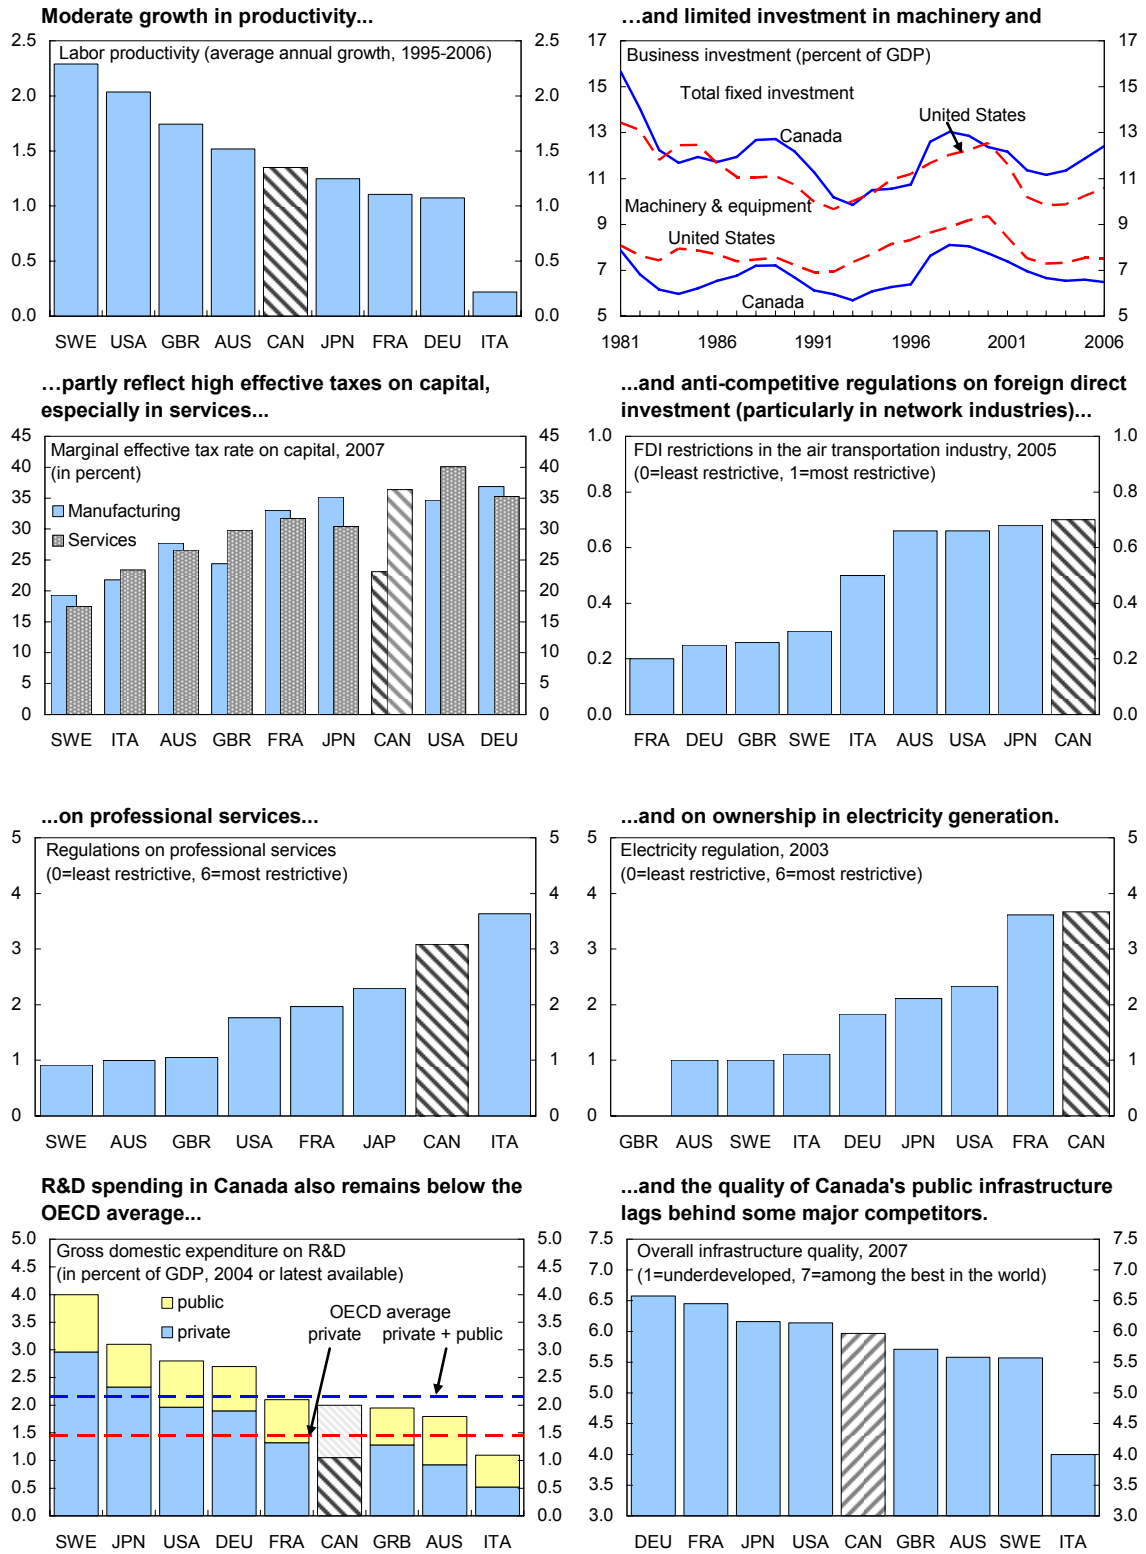 Moderate growth in productivity...
2.5
2.0
1.5
1.0
0.5
0.0
Labor productivity (average annual growth, 1995-2006)
2.5
2.0
1.5
1.0
0.5
0.0
SWE USA GBR AUS CAN JPN FRA DEU ITA
…and limited investment in machinery and
17
15
13
11
9
7
5
Business investment (percent of GDP)
Total fixed investment
United States
Canada
Machinery & equipment
United States
Canada
17
15
13
11
9
7
5
1981 1986 1991 1996 2001 2006
…partly reflect high effective taxes on capital,
especially in services...
45
40
35
30
25
20
15
10
5
0
Marginal effective tax rate on capital, 2007
(in percent)
Manufacturing
Services
45
40
35
30
25
20
15
10
5
0
SWE ITA AUS GBR FRA JPN CAN USA DEU
...and anti-competitive regulations on foreign direct
investment (particularly in network industries)...
1.0
0.8
0.6
0.4
0.2
0.0
FDI restrictions in the air transportation industry, 2005
(0=least restrictive, 1=most restrictive)
1.0
0.8
0.6
0.4
0.2
0.0
FRA DEU GBR SWE ITA AUS USA JPN CAN
...on professional services...
5
4
3
2
1
0
Regulations on professional services
(0=least restrictive, 6=most restrictive)
5
4
3
2
1
0
SWE AUS GBR USA FRA JAP CAN ITA
...and on ownership in electricity generation.
5
4
3
2
1
0
Electricity regulation, 2003
(0=least restrictive, 6=most restrictive)
5
4
3
2
1
0
GBR AUS SWE ITA DEU JPN USA FRA CAN
R&D spending in Canada also remains below the
OECD average...
5.0
4.5
4.0
3.5
3.0
2.5
2.0
1.5
1.0
0.5
0.0
Gross domestic expenditure on R&D
(in percent of GDP, 2004 or latest available)
public
private
OECD average
private private + public
5.0
4.5
4.0
3.5
3.0
2.5
2.0
1.5
1.0
0.5
0.0
SWE JPN USA DEU FRA CAN GRB AUS ITA
...and the quality of Canada's public infrastructure
lags behind some major competitors.
7.5
7.0
6.5
6.0
5.5
5.0
4.5
4.0
3.5
3.0
Overall infrastructure quality, 2007
(1=underdeveloped, 7=among the best in the world)
7.5
7.0
6.5
6.0
5.5
5.0
4.5
4.0
3.5
3.0
DEU FRA JPN USA CAN GBR AUS SWE ITA